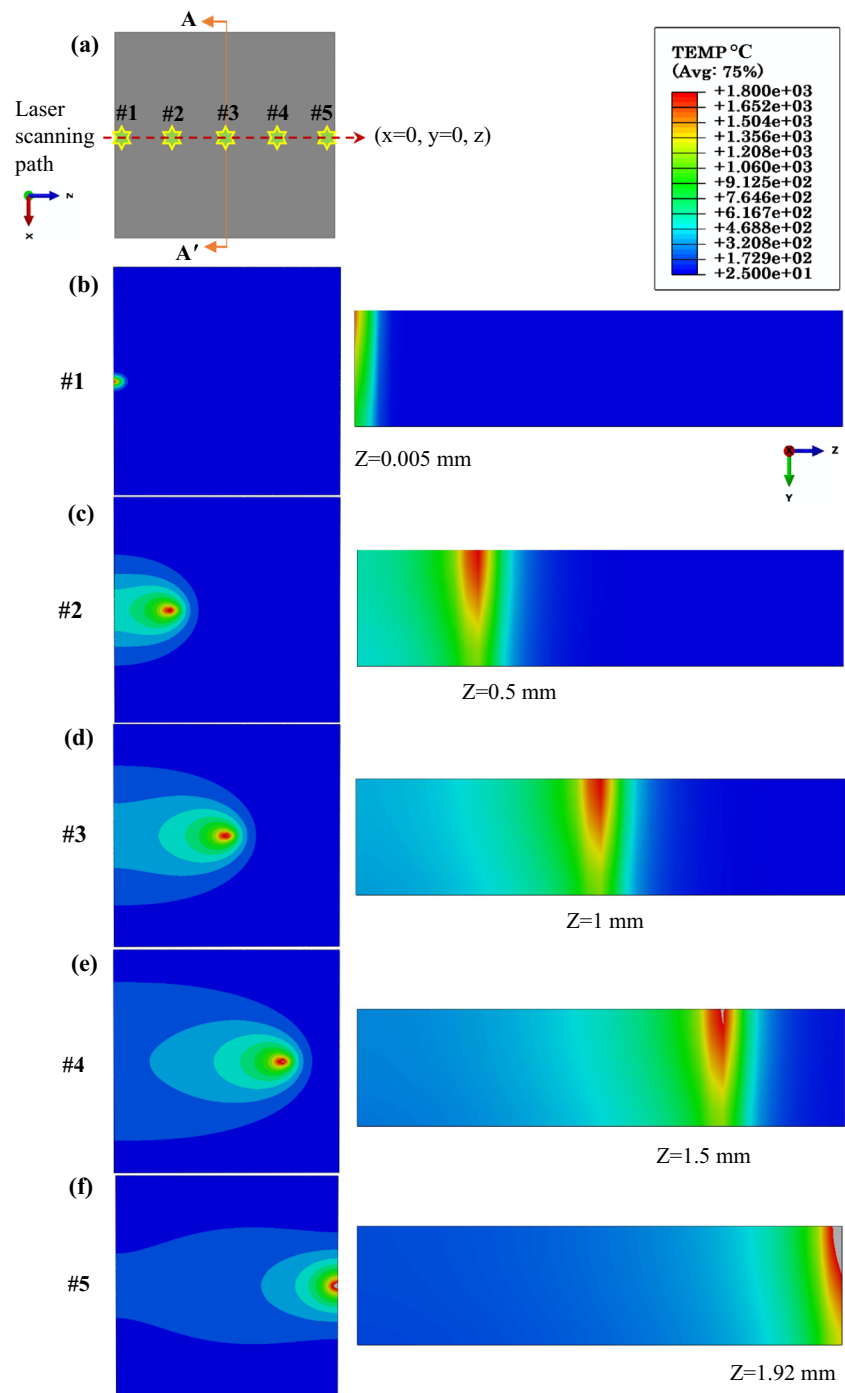 (a)
A
#1 #2 #3 #4 #5
Laser
scanning
path
(x=0, y=0, z)
Z
X
A′
TEMP °C
(Avg: 75%)
+1.800e+03
+1.652e+03
+1.504e+03
+1.356e+03
+1.208e+03
+1.060e+03
+9.125e+02
+7.646e+02
+6.167e+02
+4.688e+02
+3.208e+02
+1.729e+02
+2.500e+01
(b)
#1
Z=0.005 mm
X
Z
Y
(c)
#2
Z=0.5 mm
(d)
#3
Z=1 mm
(e)
#4
Z=1.5 mm
(f)
#5
Z=1.92 mm